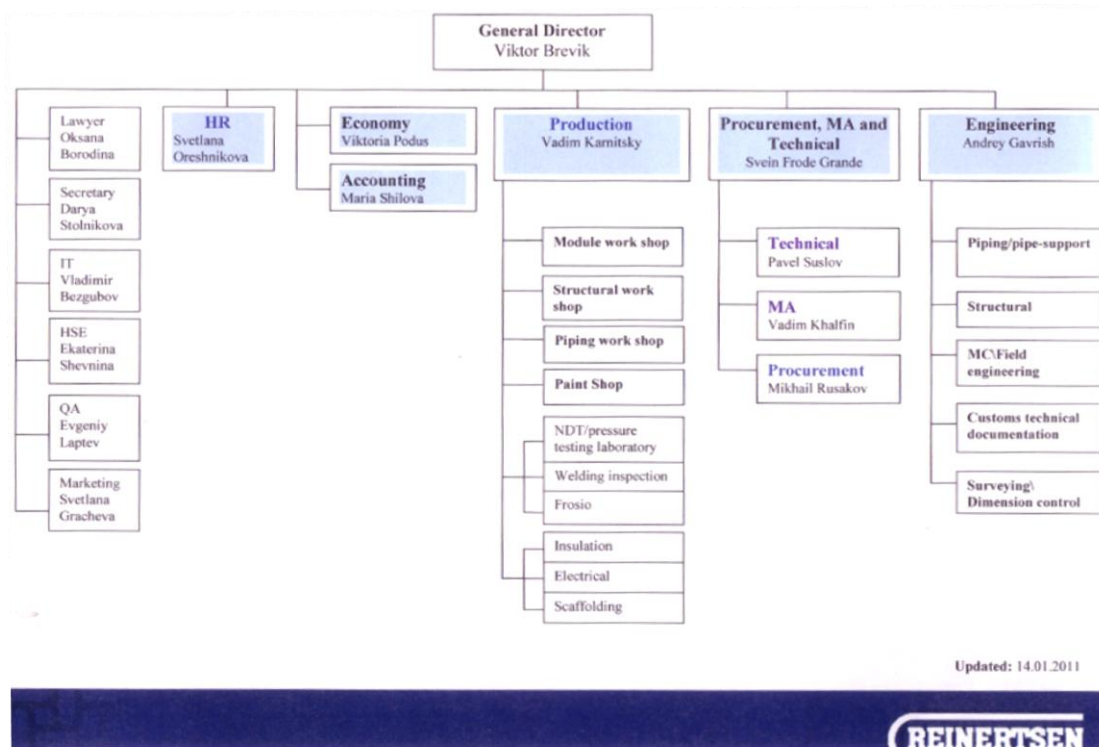 General Director
Viktor Brevik
Lawyer
Oksana
Borodina
Secretary
Darya
Stolnikova
IT
Vladimir
Bezgubov
HSE
Ekaterina
Shevnina
QA
Evgeniy
Laptev
Marketing
Svetlana
Gracheva
HR
Svetlana
Oreshnikova
Economy
Viktoria Podus
Accounting
Maria Shilova
Production
Vadim Karnitsky
Module work shop
Structural work
shop
Piping work shop
Paint Shop
NDT/pressure
testing laboratory
Welding inspection
Frosio
Insulation
Electrical
Scaffolding
Procurement, MA and
Technical
Svein Frode Grande
Technical
Pavel Suslov
MA
Vadim Khalfin
Procurement
Mikhail Rusakov
Engineering
Andrey Gavrish
Piping/pipe-support
Structural
MC\Field
engineering
Customs technical
documentation
Surveying\
Dimension control
Updated: 14.01.2011
REINERTSEN